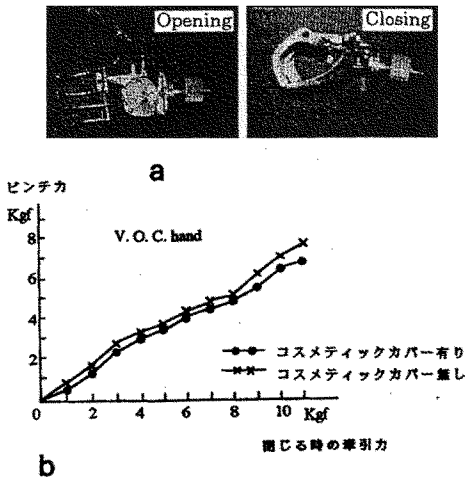 Opening
Closing
a
ピンチ力
Kgf
V. O. C. hand
8
6
4
2
0
2
4
6
8
10
Kgf
コスメティックカバー有り
コスメティックカバー無し
閉じる時の牽引力
b